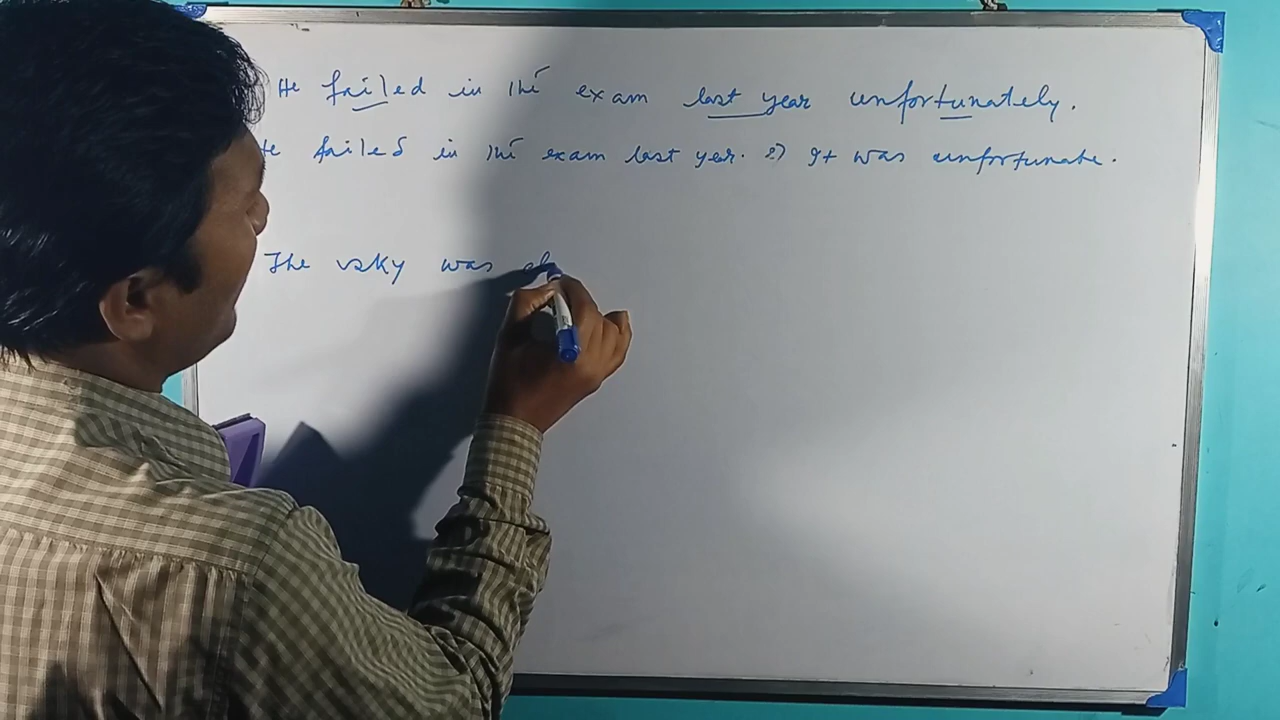 He failed in the exam last year unfortunately.
He failed in the exam last year. 2) It was unfortunate.
The sky was